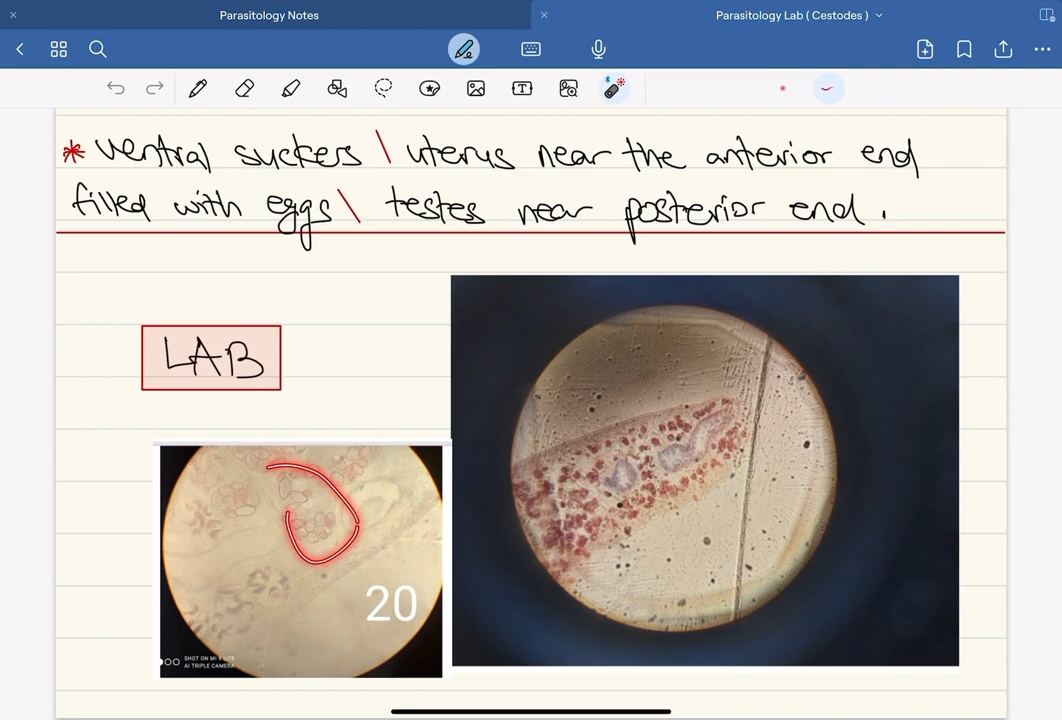 Parasitology Notes
Parasitology Lab ( Cestodes )
* ventral suckers \ uterus near the anterior end
filled with eggs \ testes near posterior end.
LAB
20
SHOT ON MI 9 LITE
AI TRIPLE CAMERA